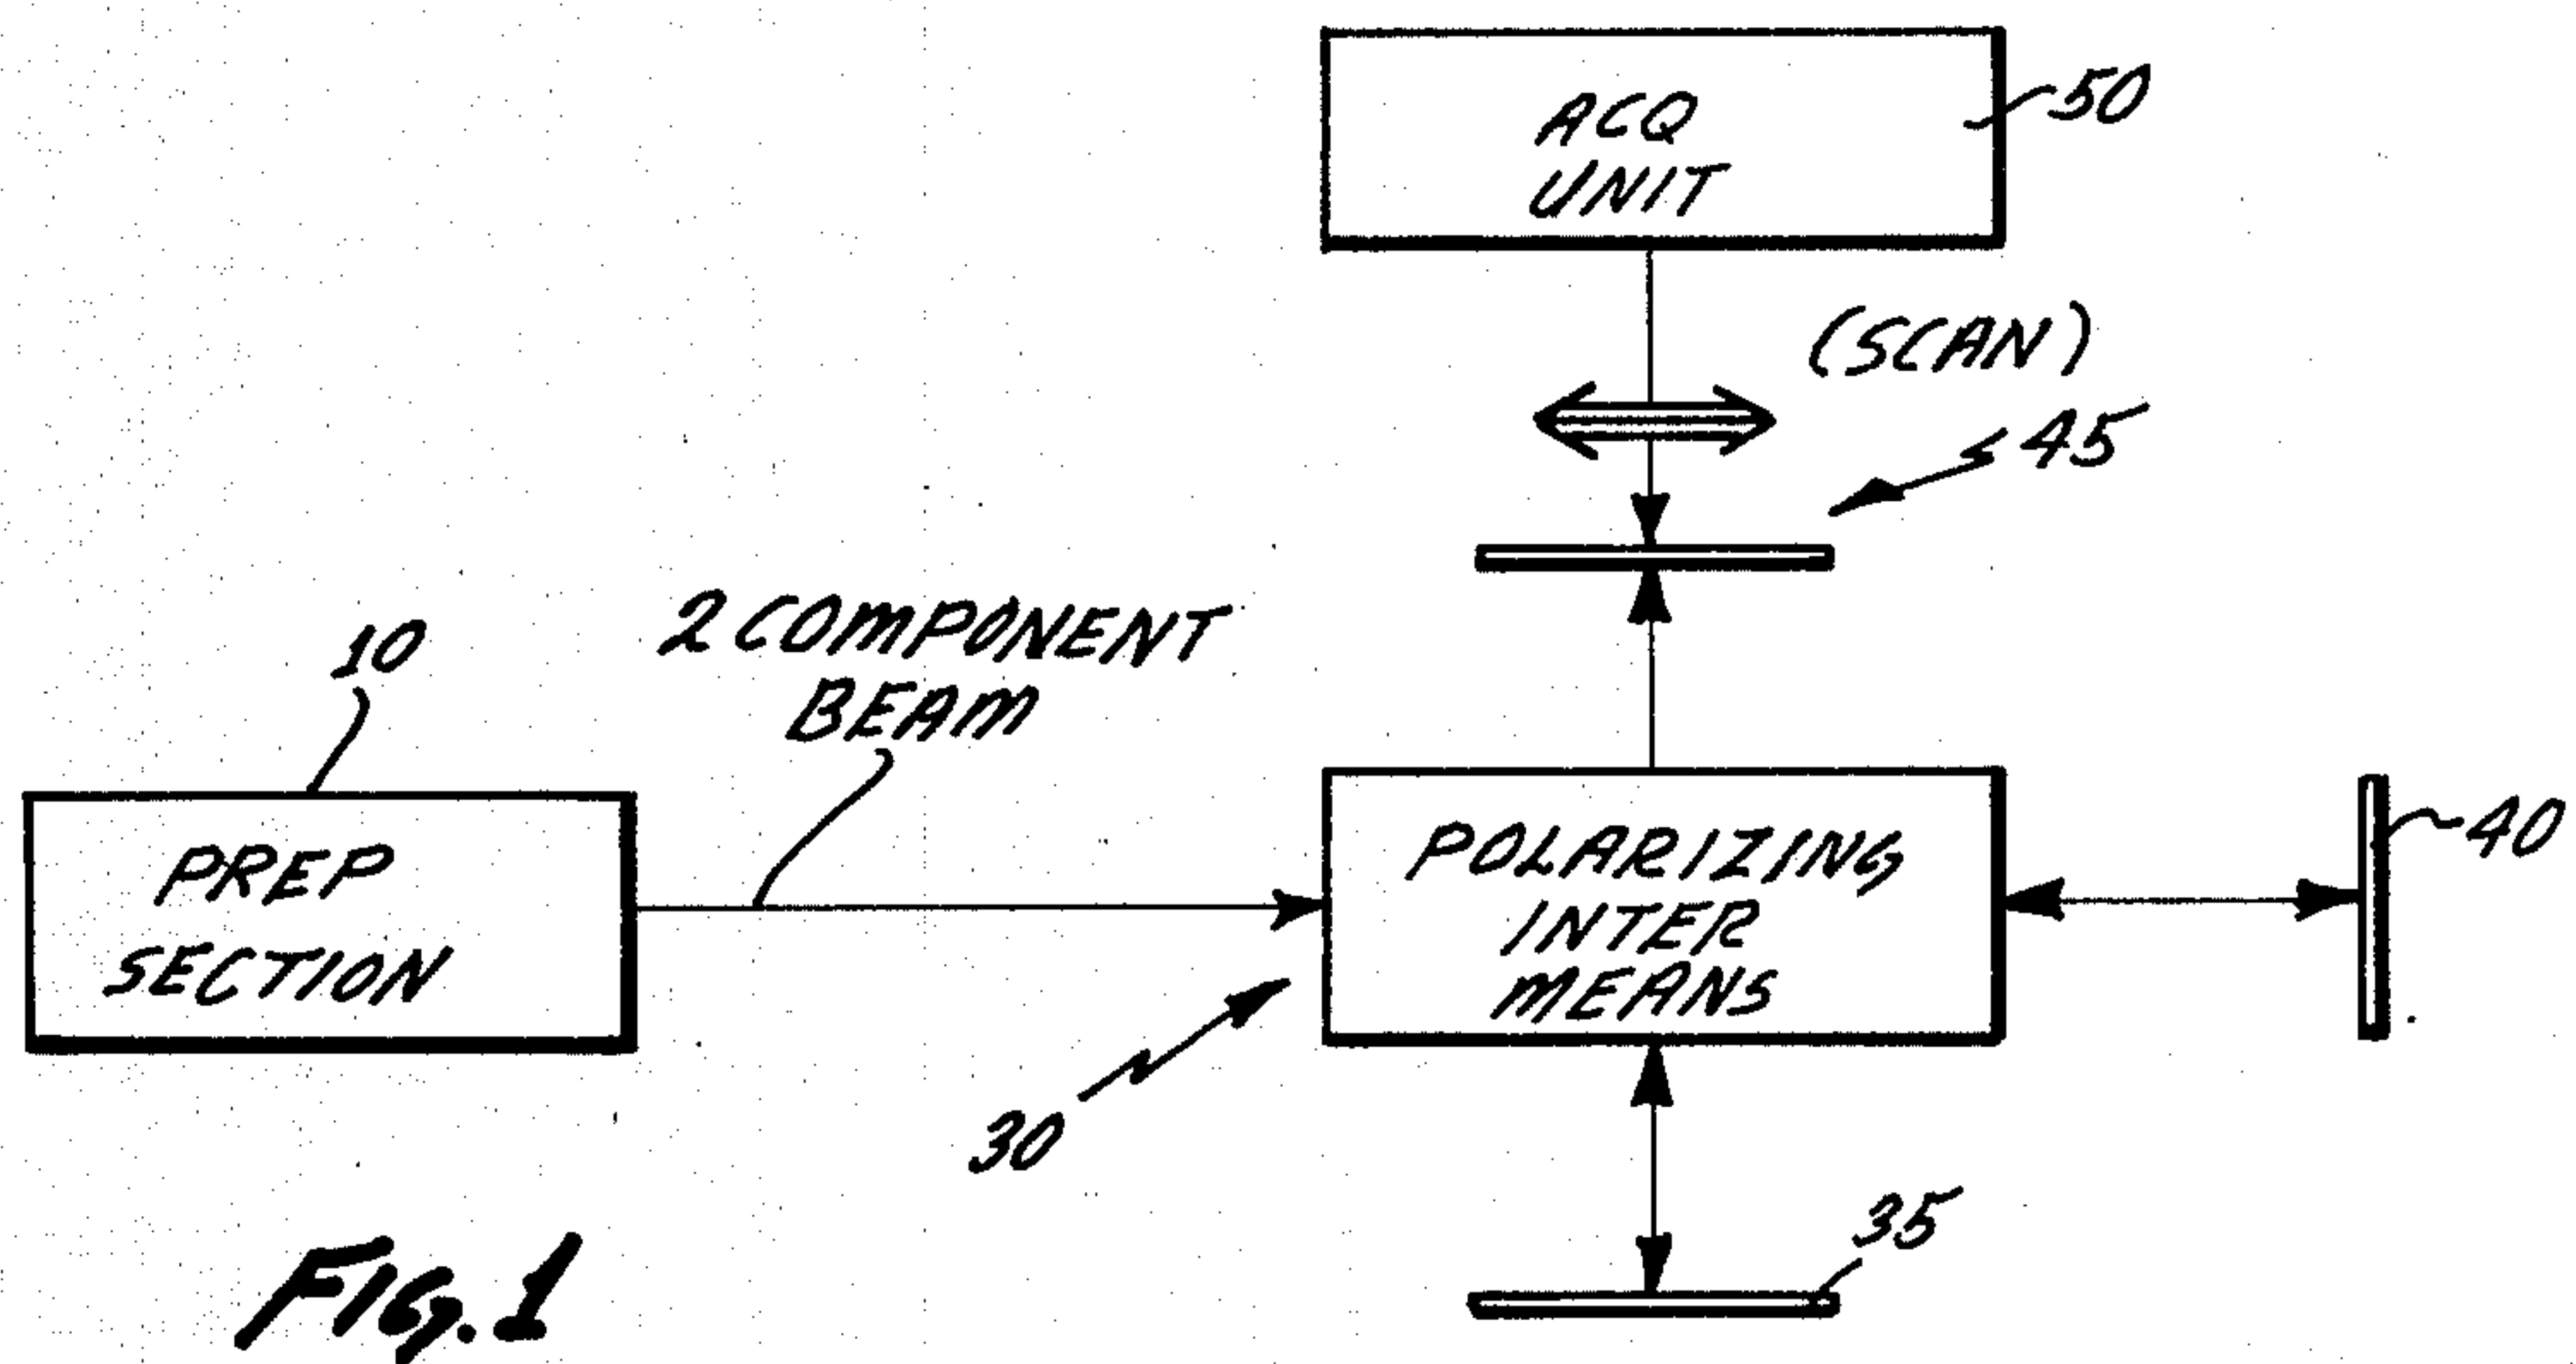 ACQ
UNIT
50
(SCAN)
45
10
2 COMPONENT
BEAM
PREP
SECTION
POLARIZING
INTER
MEANS
40
30
35
FIG. 1